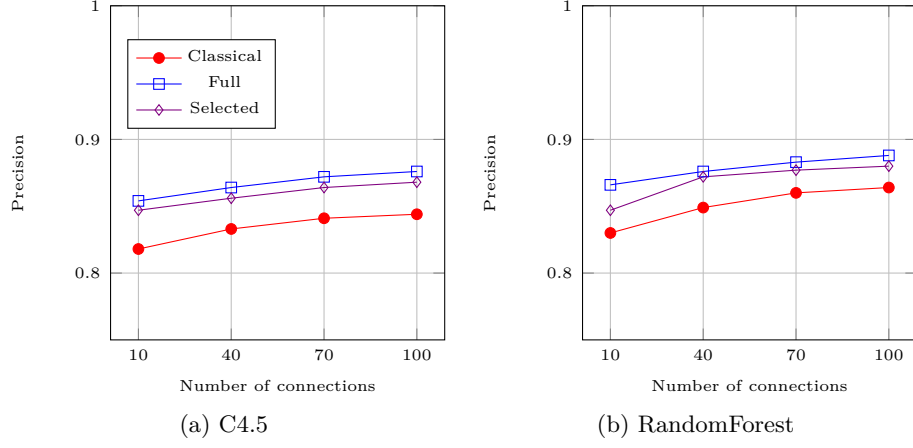 1
0.9
0.8
Precision
Classical
Full
Selected
10 40 70 100
Number of connections
(a) C4.5
1
0.9
0.8
Precision
10 40 70 100
Number of connections
(b) RandomForest